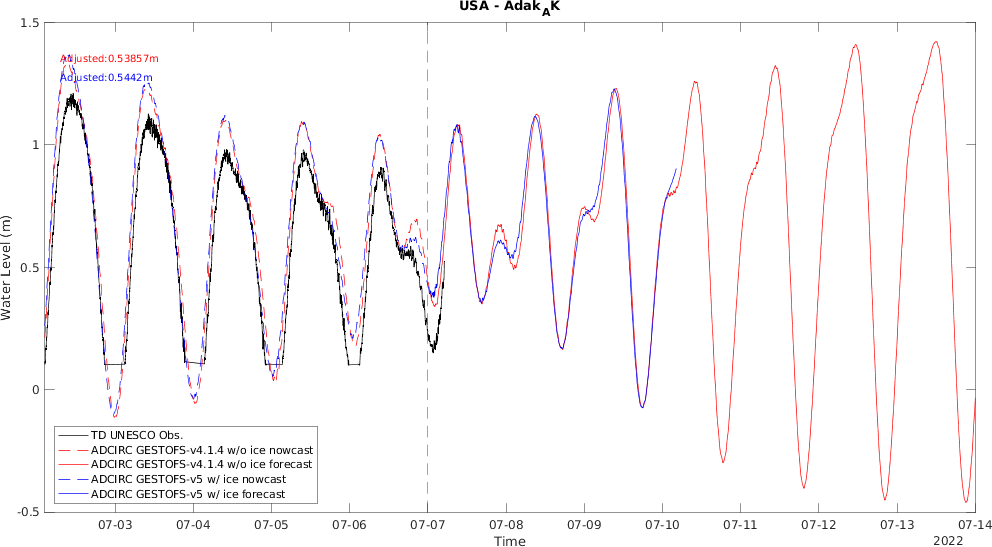 USA - Adak_AK
Adjusted:0.53857m
Adjusted:0.5442m
Water Level (m)
1.5
1
0.5
0
-0.5
TD UNESCO Obs.
ADCIRC GESTOFS-v4.1.4 w/o ice nowcast
ADCIRC GESTOFS-v4.1.4 w/o ice forecast
ADCIRC GESTOFS-v5 w/ ice nowcast
ADCIRC GESTOFS-v5 w/ ice forecast
07-03 07-04 07-05 07-06 07-07 07-08 07-09 07-10 07-11 07-12 07-13 07-14
Time
2022